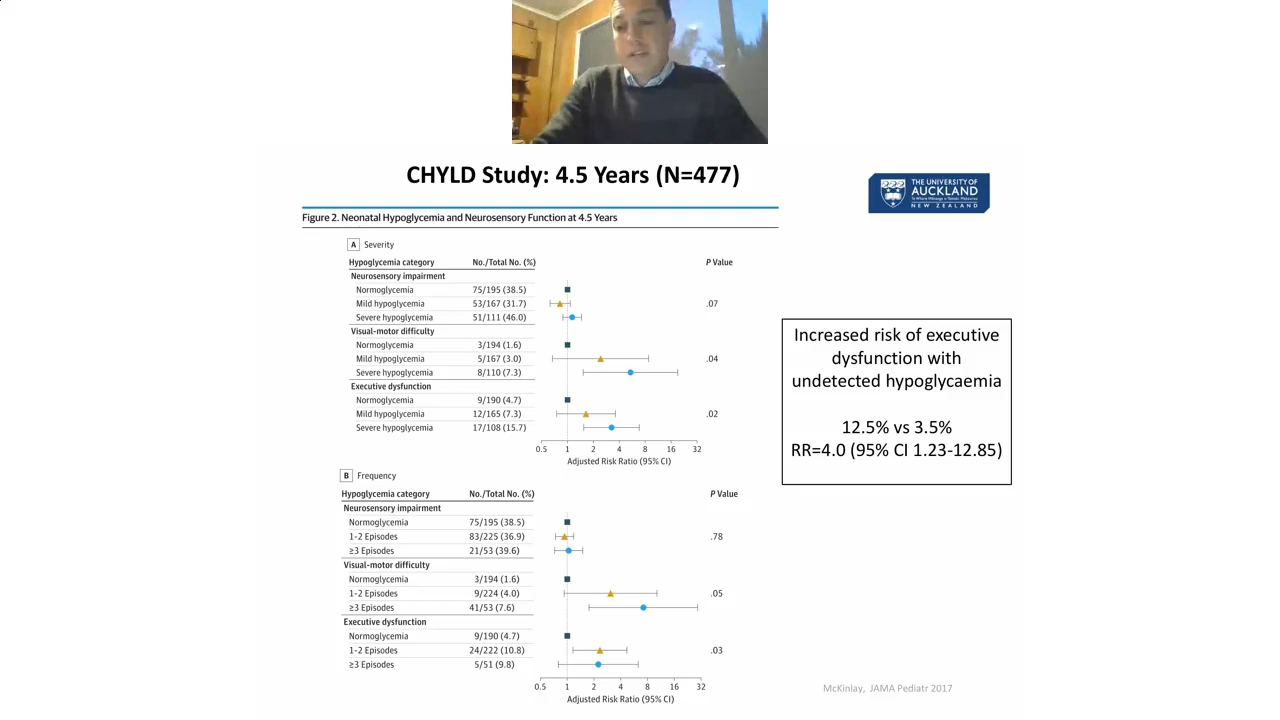 CHYLD Study: 4.5 Years (N=477)
THE UNIVERSITY OF
AUCKLAND
NEW ZEALAND
Figure 2. Neonatal Hypoglycemia and Neurosensory Function at 4.5 Years
A Severity
Hypoglycemia category No./Total No. (%) P Value
Neurosensory impairment
Normoglycemia 75/195 (38.5)
Mild hypoglycemia 53/167 (31.7) .07
Severe hypoglycemia 51/111 (46.0)
Visual-motor difficulty
Normoglycemia 3/194 (1.6)
Mild hypoglycemia 5/167 (3.0) .04
Severe hypoglycemia 8/110 (7.3)
Executive dysfunction
Normoglycemia 9/190 (4.7)
Mild hypoglycemia 12/165 (7.3) .02
Severe hypoglycemia 17/108 (15.7)
0.5 1 2 4 8 16 32
Adjusted Risk Ratio (95% CI)
Increased risk of executive
dysfunction with
undetected hypoglycaemia
12.5% vs 3.5%
RR=4.0 (95% CI 1.23-12.85)
B Frequency
Hypoglycemia category No./Total No. (%) P Value
Neurosensory impairment
Normoglycemia 75/195 (38.5)
1-2 Episodes 83/225 (36.9) .78
≥3 Episodes 21/53 (39.6)
Visual-motor difficulty
Normoglycemia 3/194 (1.6)
1-2 Episodes 9/224 (4.0) .05
≥3 Episodes 41/53 (7.6)
Executive dysfunction
Normoglycemia 9/190 (4.7)
1-2 Episodes 24/222 (10.8) .03
≥3 Episodes 5/51 (9.8)
0.5 1 2 4 8 16 32
Adjusted Risk Ratio (95% CI)
McKinlay, JAMA Pediatr 2017